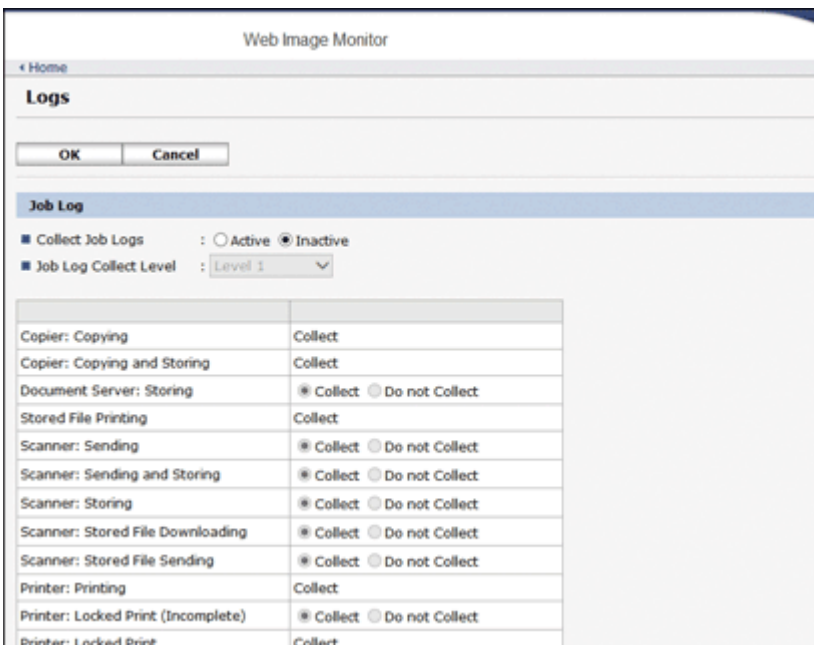 Web Image Monitor
Home
Logs
OK Cancel
Job Log
Collect Job Logs : Active Inactive
Job Log Collect Level : Level 1
Copier: Copying Collect
Copier: Copying and Storing Collect
Document Server: Storing Collect Do not Collect
Stored File Printing Collect
Scanner: Sending Collect Do not Collect
Scanner: Sending and Storing Collect Do not Collect
Scanner: Storing Collect Do not Collect
Scanner: Stored File Downloading Collect Do not Collect
Scanner: Stored File Sending Collect Do not Collect
Printer: Printing Collect
Printer: Locked Print (Incomplete) Collect Do not Collect
Printer: Locked Print Collect